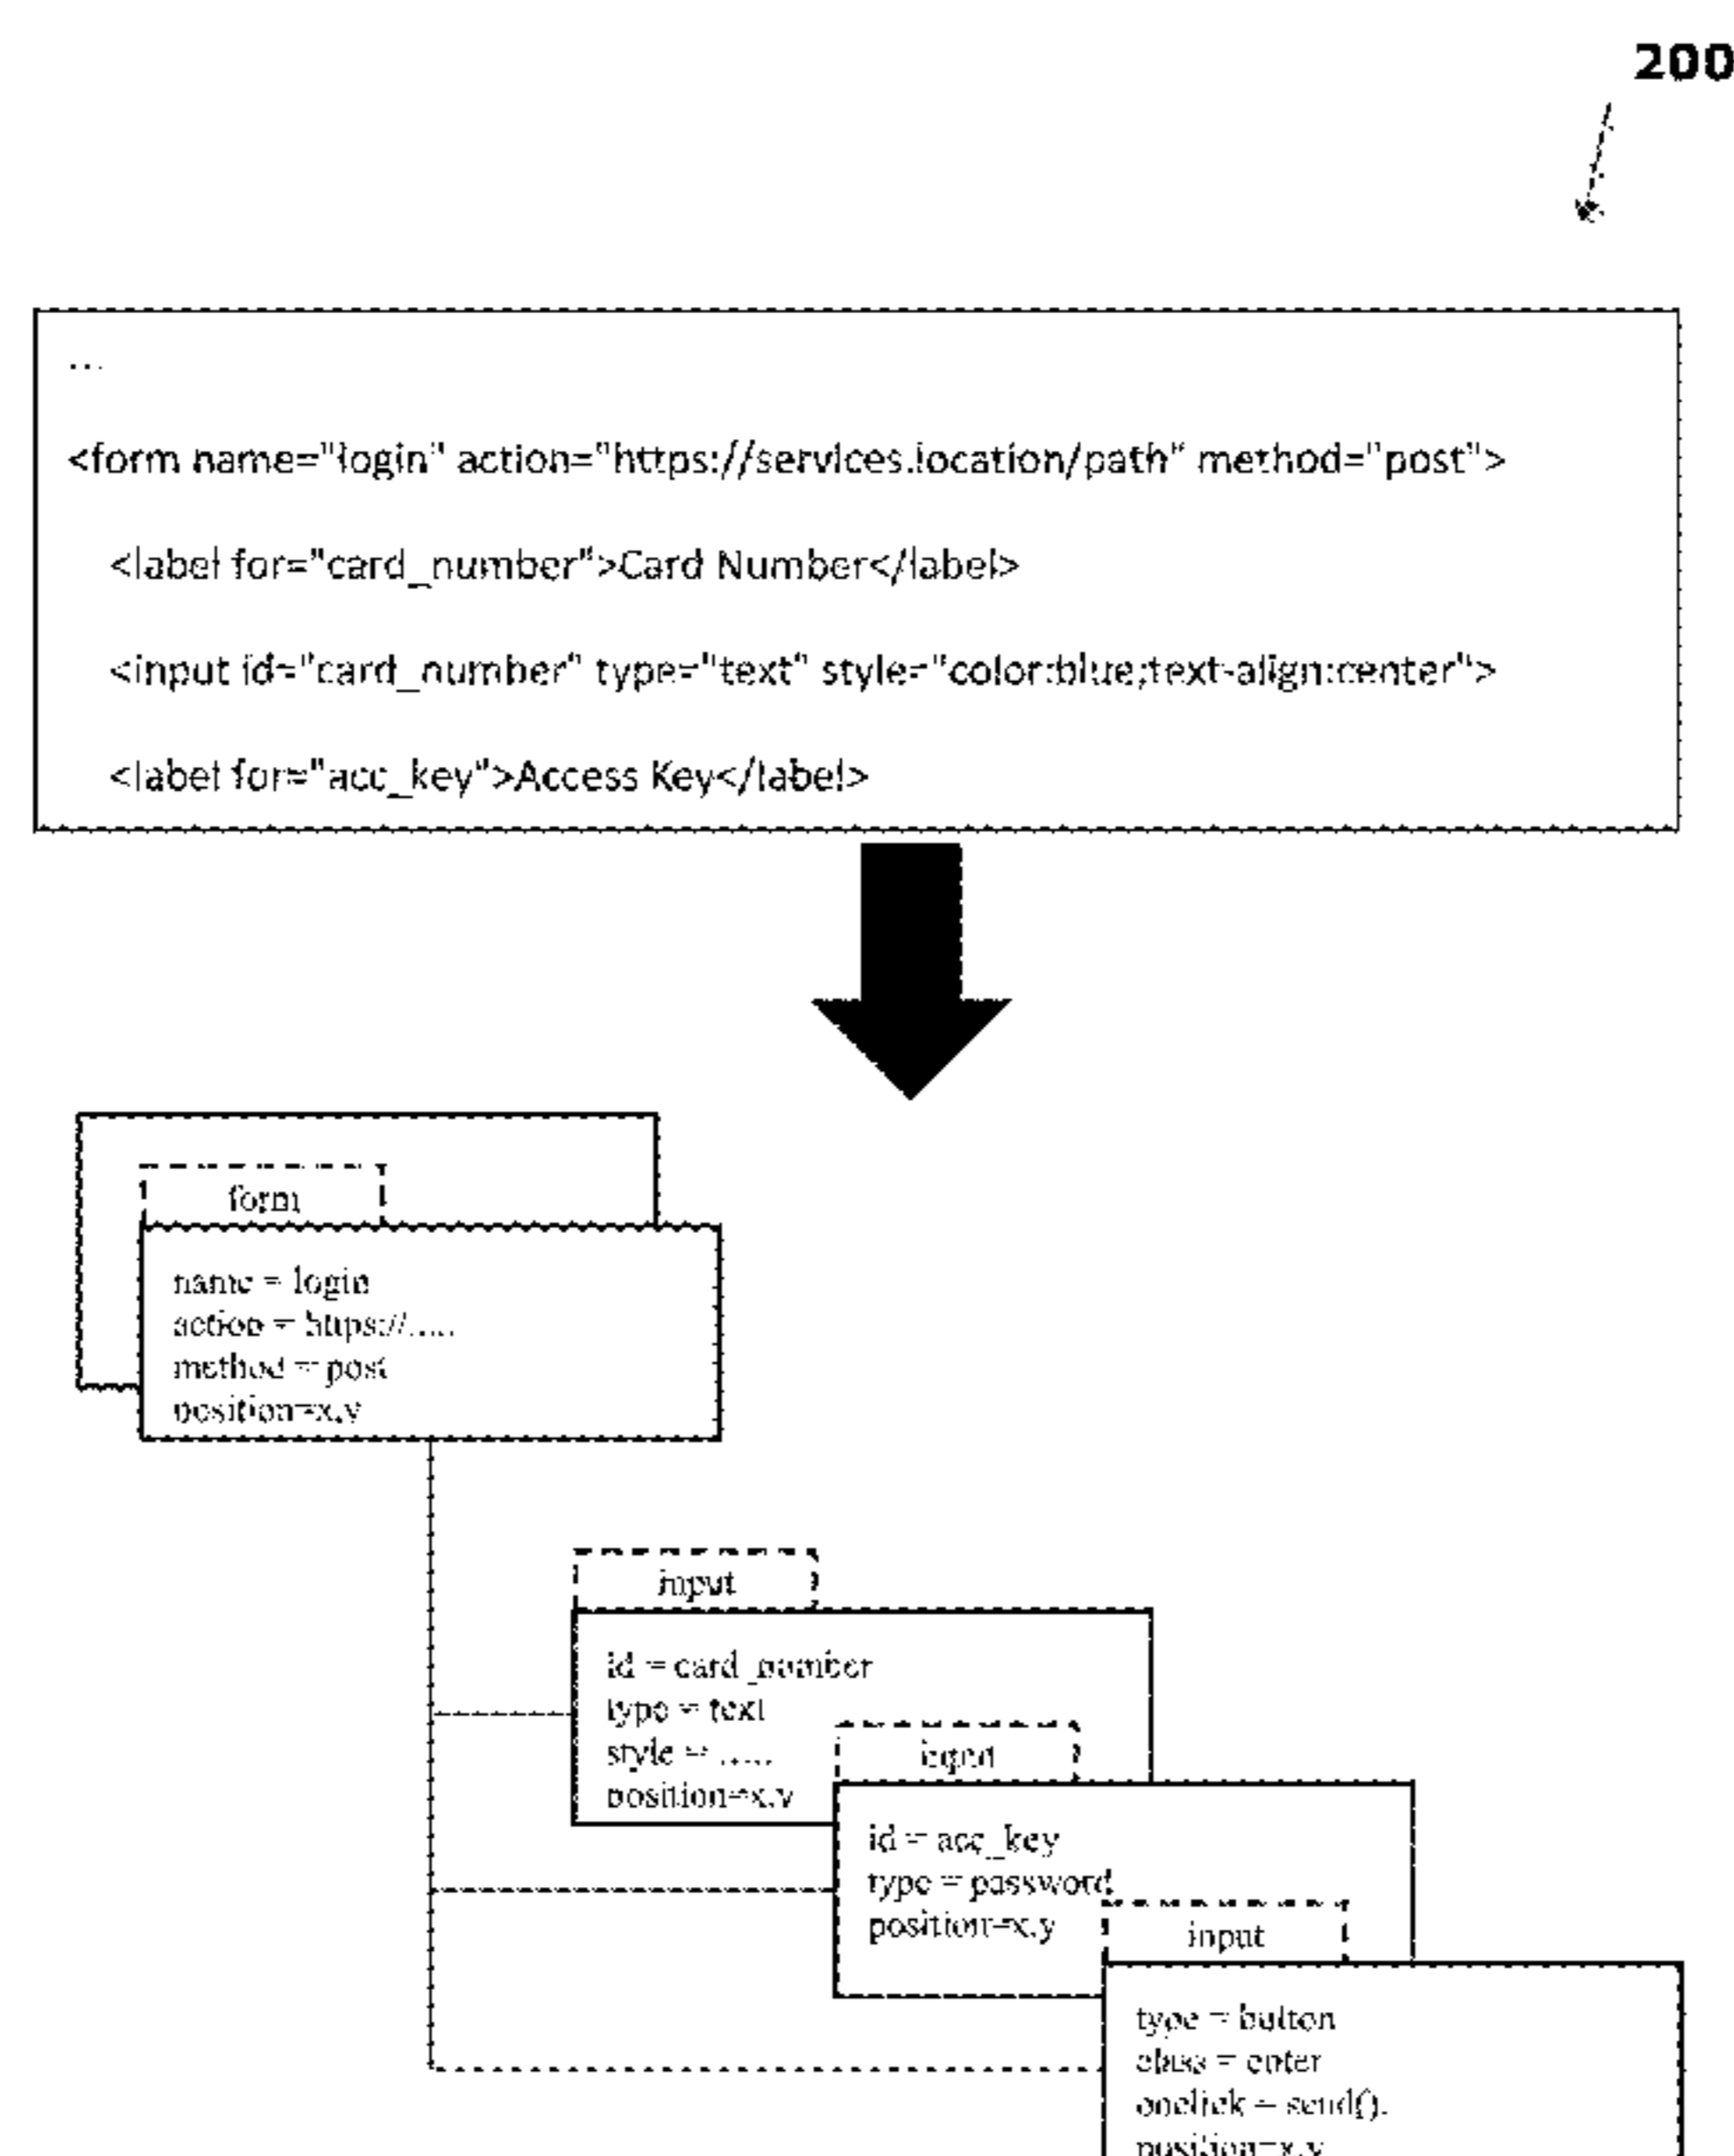 200
...
<form name="login" action="https://services.location/path" method="post">
<label for="card_number">Card Number</label>
<input id="card_number" type="text" style="color:blue;text-align:center">
<label for="acc_key">Access Key</label>
form
name = login
action = https://.....
method = post
position=x,y
input
id = card_number
type = text
style = .....
position=x,y
input
id = acc_key
type = password
position=x,y
input
type = button
class = enter
onclick = send().
position=x,y